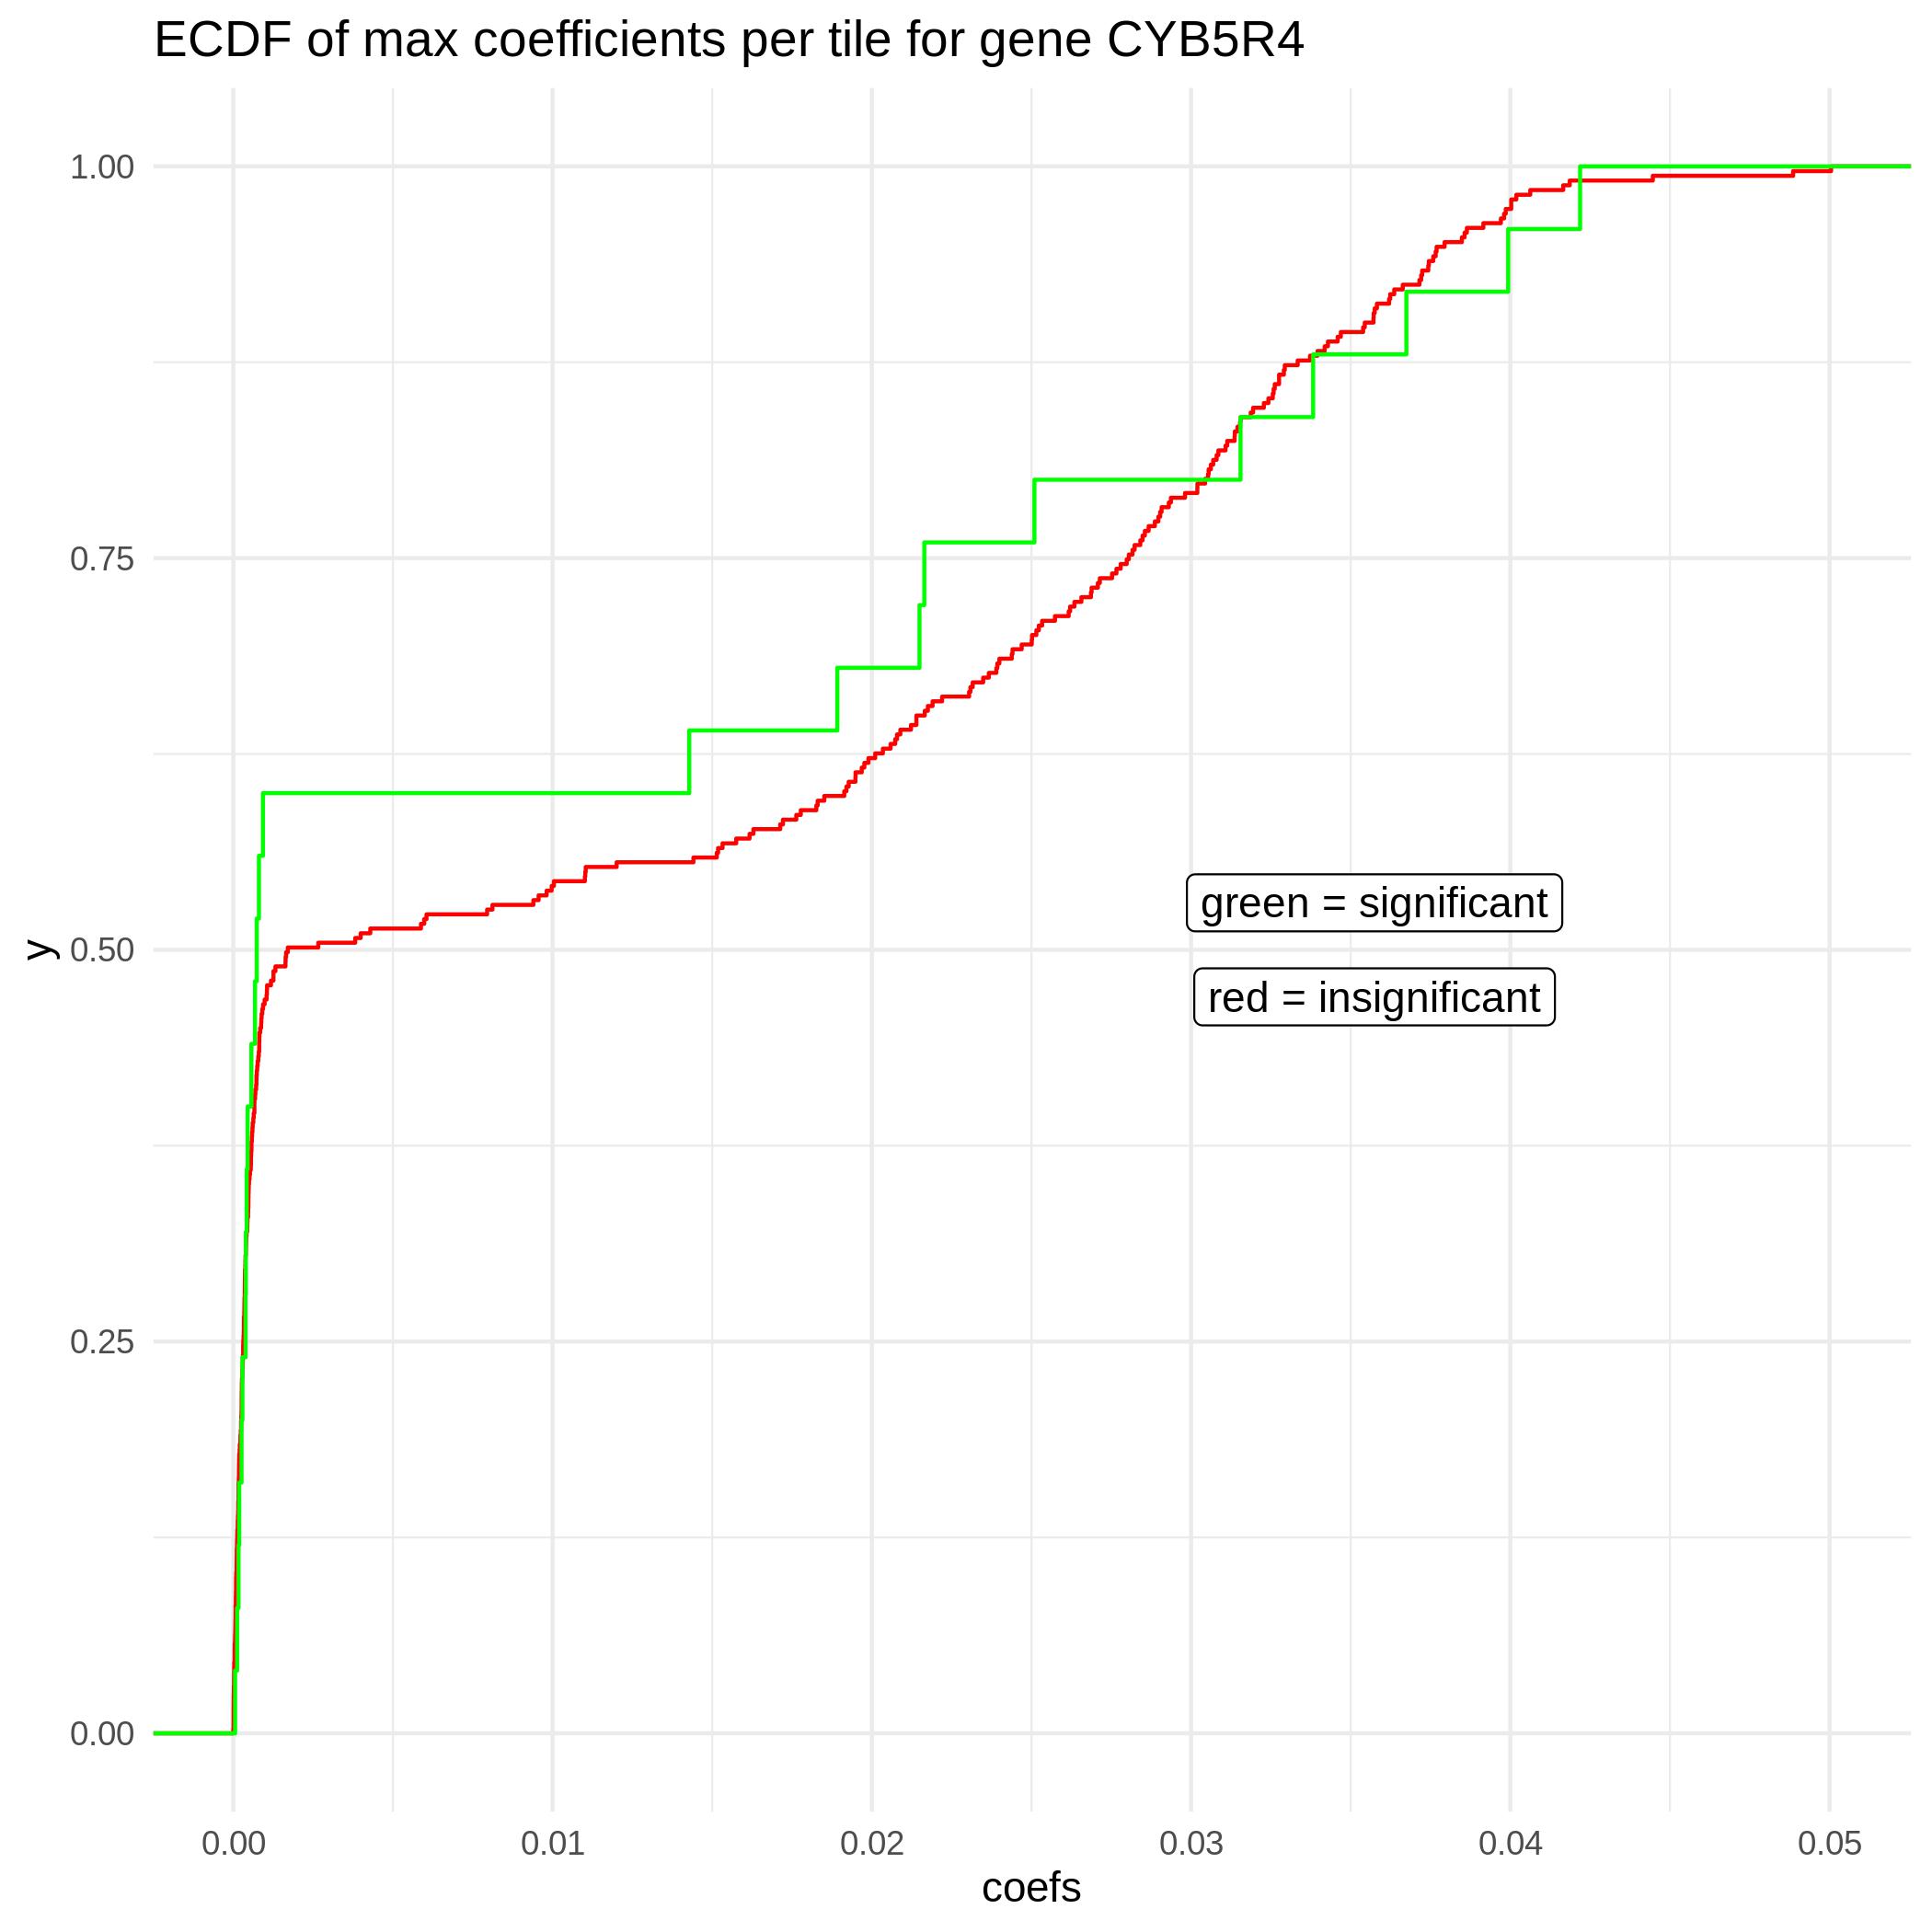 ECDF of max coefficients per tile for gene CYB5R4
1.00
0.75
0.50
0.25
0.00
y
green = significant
red = insignificant
0.00 0.01 0.02 0.03 0.04 0.05
coefs